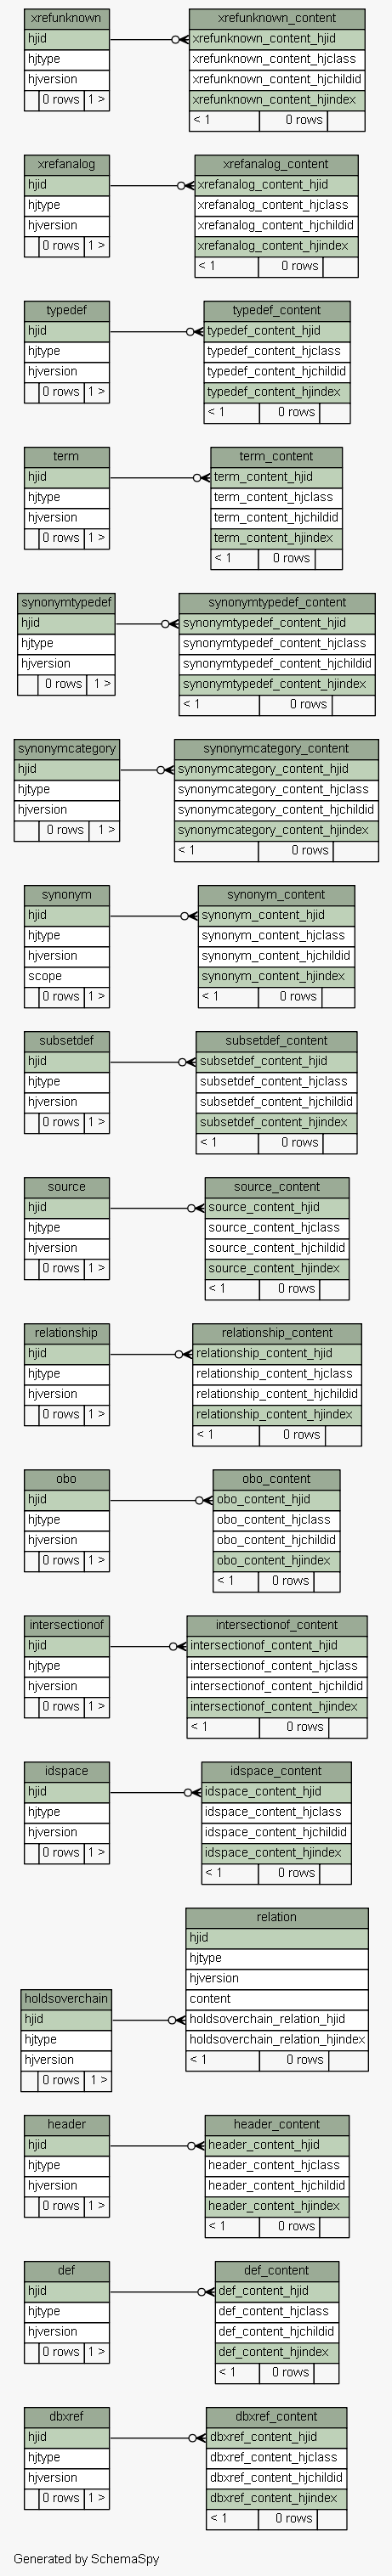 xrefunknown
hjid
hjtype
hjversion
0 rows 1 >
xrefunknown_content
xrefunknown_content_hjid
xrefunknown_content_hjclass
xrefunknown_content_hjchildid
xrefunknown_content_hjindex
< 1 0 rows
xrefanalog
hjid
hjtype
hjversion
0 rows 1 >
xrefanalog_content
xrefanalog_content_hjid
xrefanalog_content_hjclass
xrefanalog_content_hjchildid
xrefanalog_content_hjindex
< 1 0 rows
typedef
hjid
hjtype
hjversion
0 rows 1 >
typedef_content
typedef_content_hjid
typedef_content_hjclass
typedef_content_hjchildid
typedef_content_hjindex
< 1 0 rows
term
hjid
hjtype
hjversion
0 rows 1 >
term_content
term_content_hjid
term_content_hjclass
term_content_hjchildid
term_content_hjindex
< 1 0 rows
synonymtypedef
hjid
hjtype
hjversion
0 rows 1 >
synonymtypedef_content
synonymtypedef_content_hjid
synonymtypedef_content_hjclass
synonymtypedef_content_hjchildid
synonymtypedef_content_hjindex
< 1 0 rows
synonymcategory
hjid
hjtype
hjversion
0 rows 1 >
synonymcategory_content
synonymcategory_content_hjid
synonymcategory_content_hjclass
synonymcategory_content_hjchildid
synonymcategory_content_hjindex
< 1 0 rows
synonym
hjid
hjtype
hjversion
scope
0 rows 1 >
synonym_content
synonym_content_hjid
synonym_content_hjclass
synonym_content_hjchildid
synonym_content_hjindex
< 1 0 rows
subsetdef
hjid
hjtype
hjversion
0 rows 1 >
subsetdef_content
subsetdef_content_hjid
subsetdef_content_hjclass
subsetdef_content_hjchildid
subsetdef_content_hjindex
< 1 0 rows
source
hjid
hjtype
hjversion
0 rows 1 >
source_content
source_content_hjid
source_content_hjclass
source_content_hjchildid
source_content_hjindex
< 1 0 rows
relationship
hjid
hjtype
hjversion
0 rows 1 >
relationship_content
relationship_content_hjid
relationship_content_hjclass
relationship_content_hjchildid
relationship_content_hjindex
< 1 0 rows
obo
hjid
hjtype
hjversion
0 rows 1 >
obo_content
obo_content_hjid
obo_content_hjclass
obo_content_hjchildid
obo_content_hjindex
< 1 0 rows
intersectionof
hjid
hjtype
hjversion
0 rows 1 >
intersectionof_content
intersectionof_content_hjid
intersectionof_content_hjclass
intersectionof_content_hjchildid
intersectionof_content_hjindex
< 1 0 rows
idspace
hjid
hjtype
hjversion
0 rows 1 >
idspace_content
idspace_content_hjid
idspace_content_hjclass
idspace_content_hjchildid
idspace_content_hjindex
< 1 0 rows
holdsoverchain
hjid
hjtype
hjversion
0 rows 1 >
relation
hjid
hjtype
hjversion
content
holdsoverchain_relation_hjid
holdsoverchain_relation_hjindex
< 1 0 rows
header
hjid
hjtype
hjversion
0 rows 1 >
header_content
header_content_hjid
header_content_hjclass
header_content_hjchildid
header_content_hjindex
< 1 0 rows
def
hjid
hjtype
hjversion
0 rows 1 >
def_content
def_content_hjid
def_content_hjclass
def_content_hjchildid
def_content_hjindex
< 1 0 rows
dbxref
hjid
hjtype
hjversion
0 rows 1 >
dbxref_content
dbxref_content_hjid
dbxref_content_hjclass
dbxref_content_hjchildid
dbxref_content_hjindex
< 1 0 rows
Generated by SchemaSpy